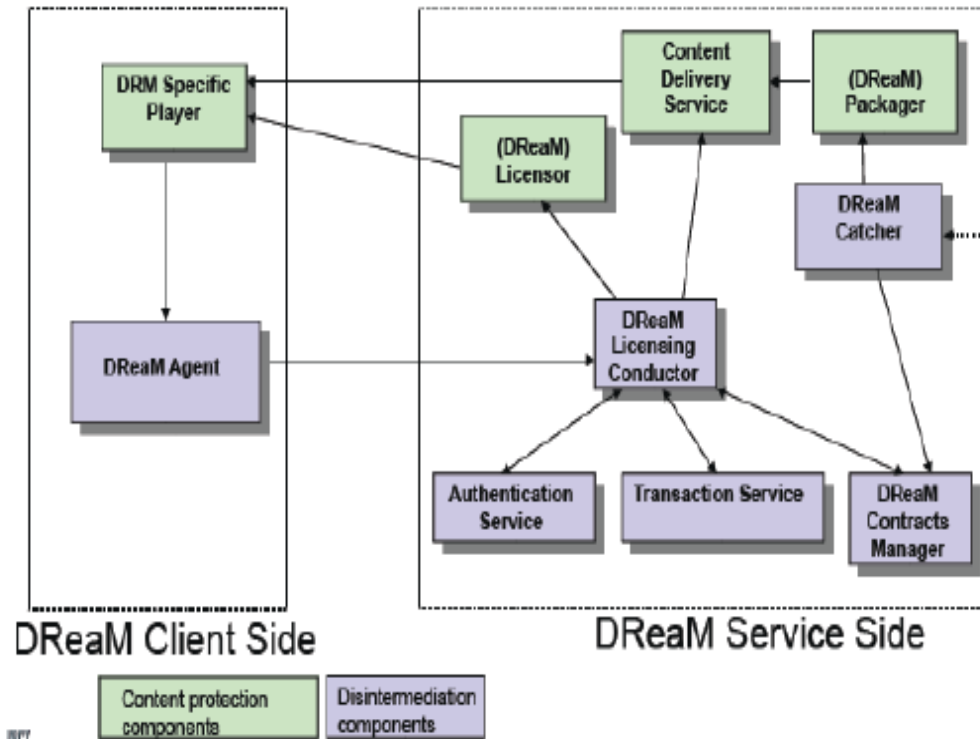 DRM Specific
Player
Content
Delivery
Service
(DReaM)
Packager
(DReaM)
Licensor
DReaM
Catcher
DReaM Agent
DReaM
Licensing
Conductor
Authentication
Service
Transaction Service
DReaM
Contracts
Manager
DReaM Client Side
DReaM Service Side
Content protection
components
Disintermediation
components